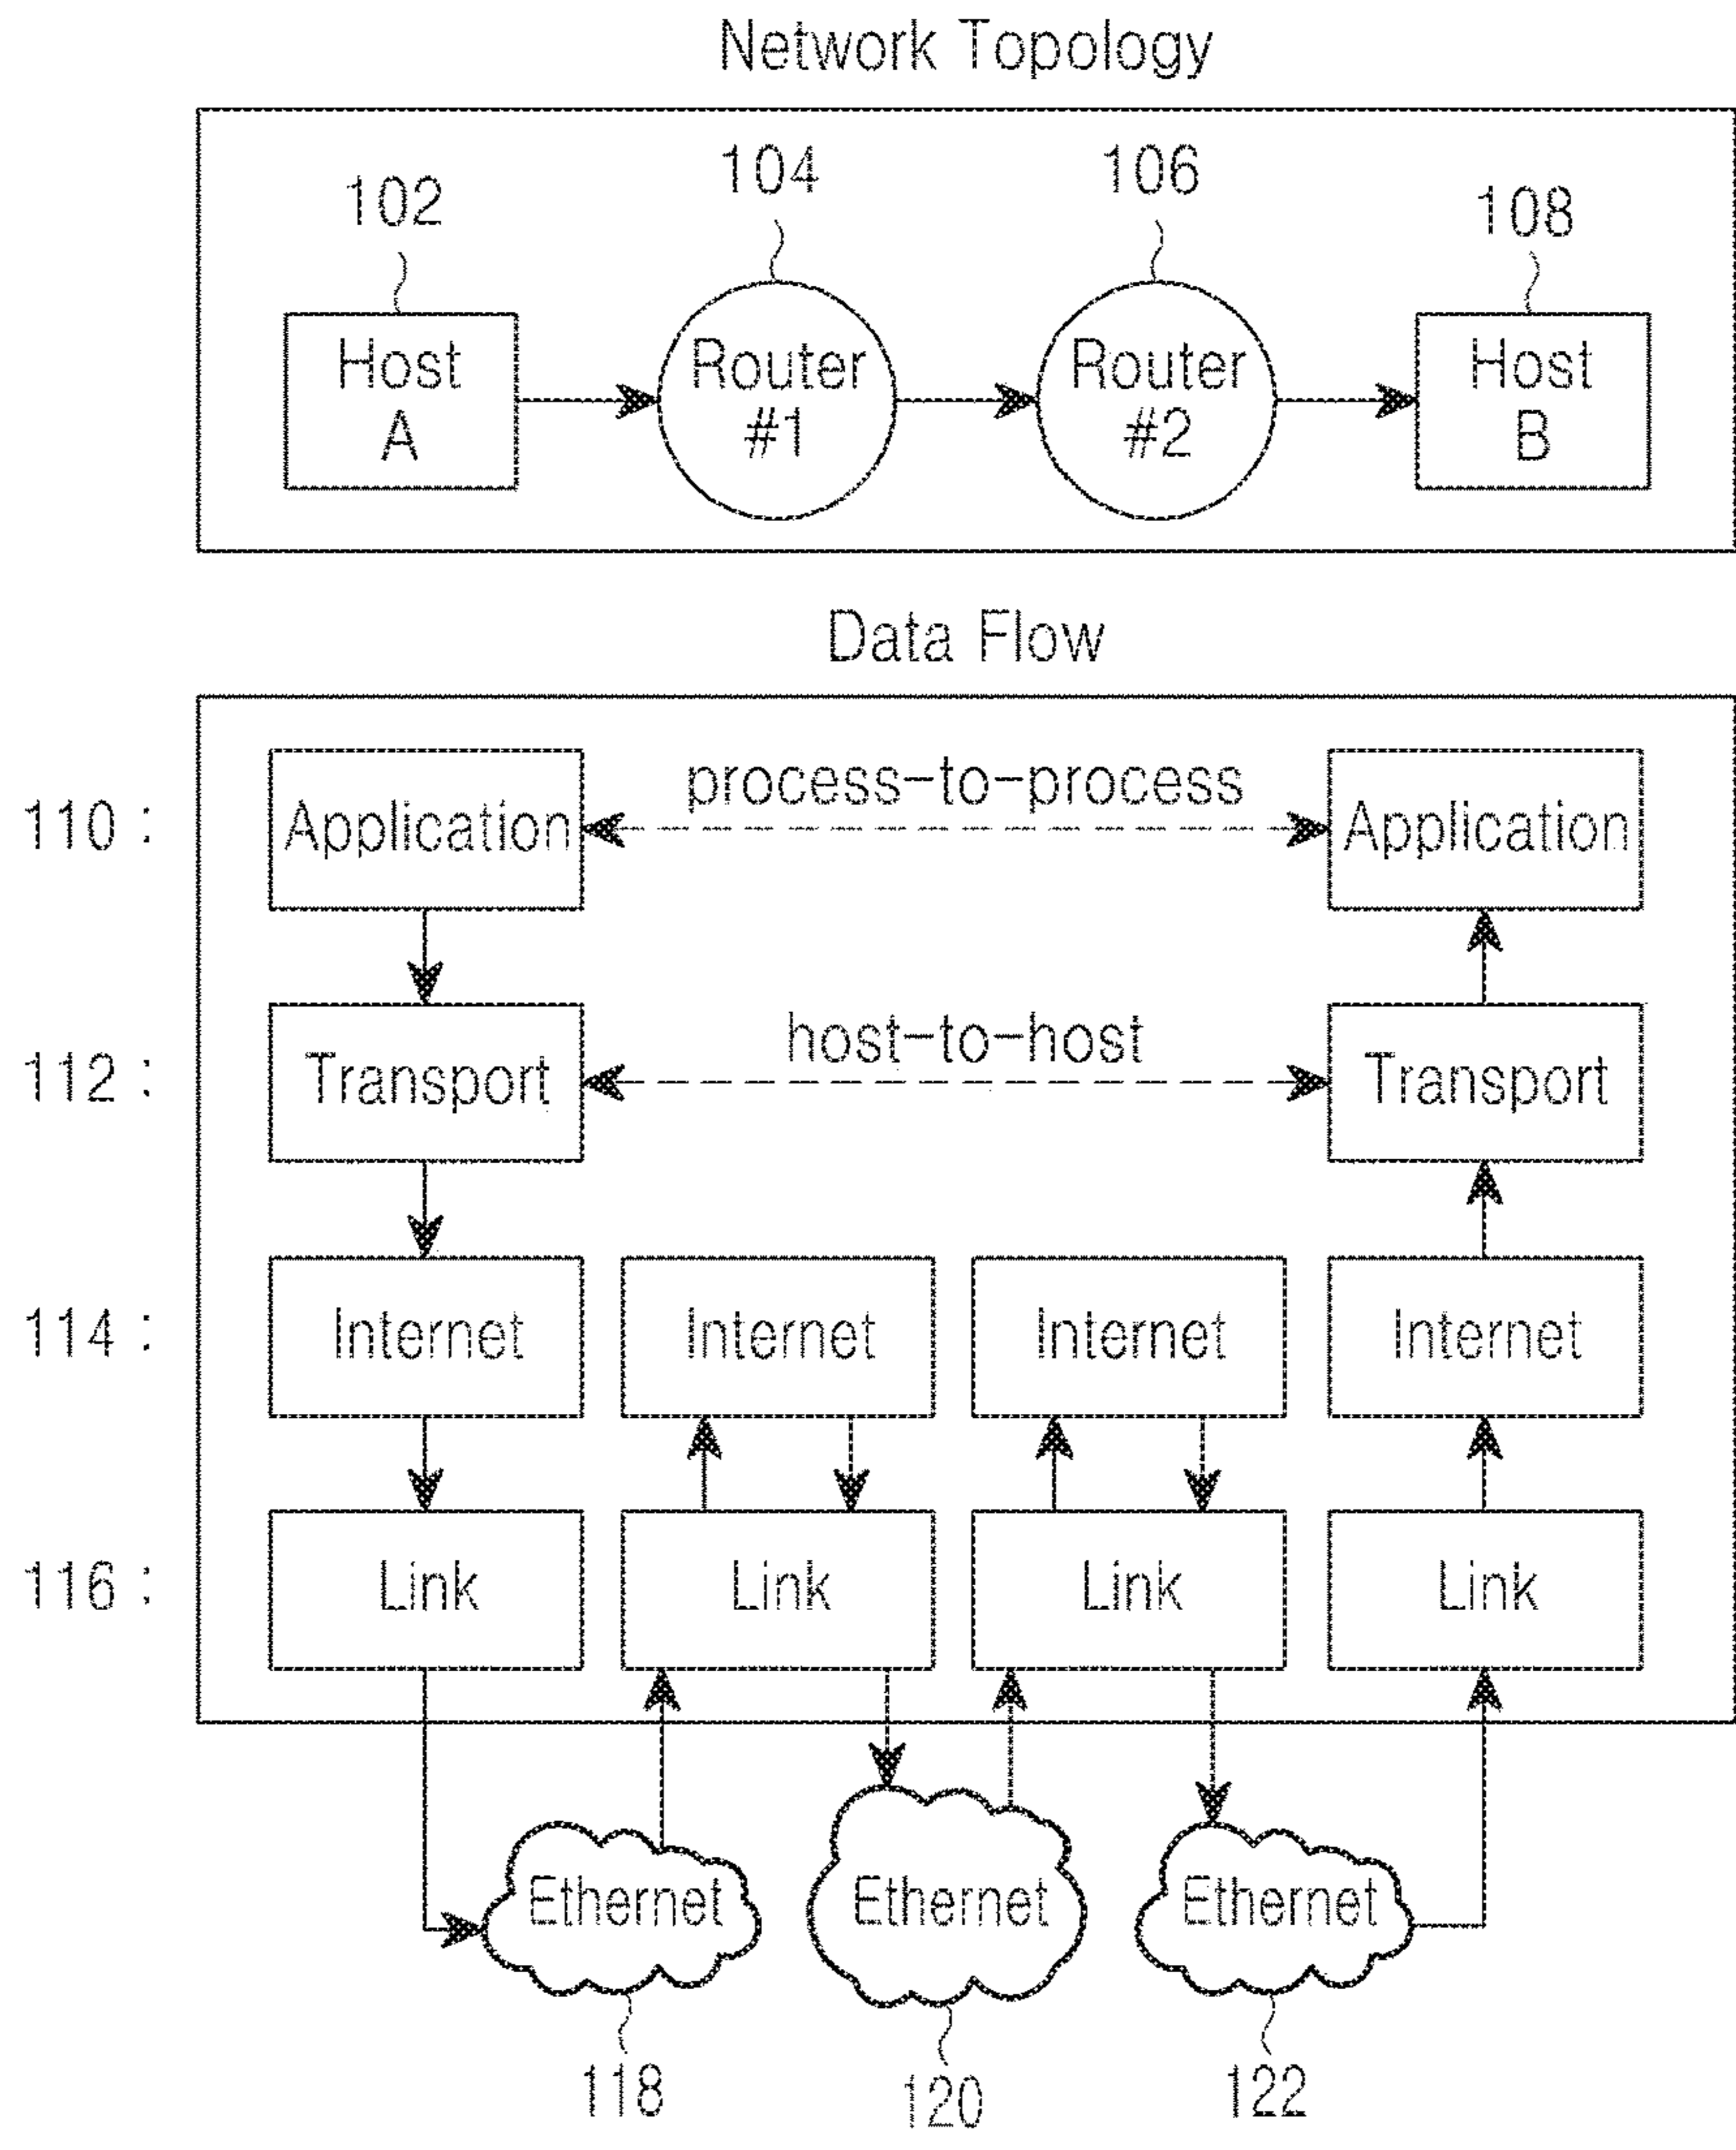 Network Topology
102
104
106
108
Host
A
Router
#1
Router
#2
Host
B
Data Flow
110 :
Application
process-to-process
Application
112 :
Transport
host-to-host
Transport
114 :
Internet
Internet
Internet
Internet
116 :
Link
Link
Link
Link
Ethernet
Ethernet
Ethernet
118
120
122